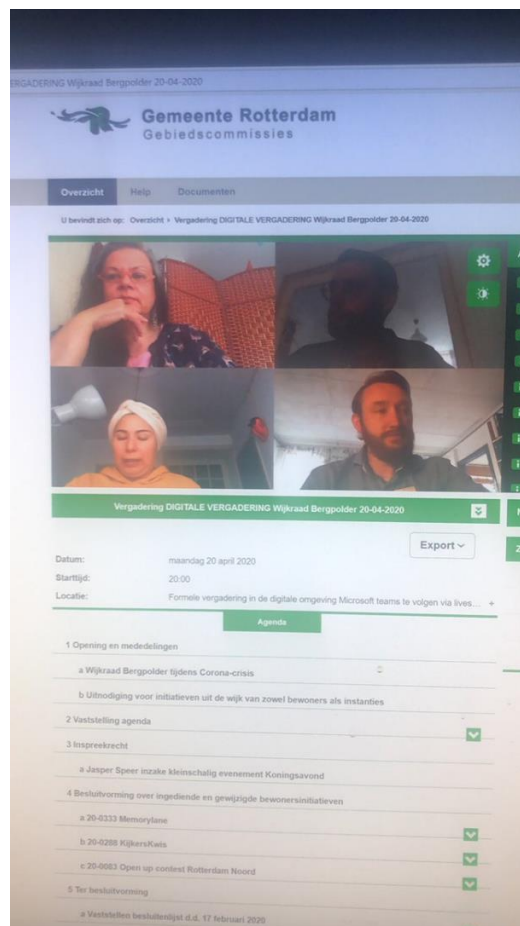 ERGADERING Wijkraad Bergpolder 20-04-2020
Gemeente Rotterdam
Gebiedscommissies
Overzicht Help Documenten
U bevindt zich op: Overzicht › Vergadering DIGITALE VERGADERING Wijkraad Bergpolder 20-04-2020
Vergadering DIGITALE VERGADERING Wijkraad Bergpolder 20-04-2020
Export
Datum: maandag 20 april 2020
Starttijd: 20:00
Locatie: Formele vergadering in de digitale omgeving Microsoft teams te volgen via lives... +
Agenda
1 Opening en mededelingen
a Wijkraad Bergpolder tijdens Corona-crisis
b Uitnodiging voor initiatieven uit de wijk van zowel bewoners als instanties
2 Vaststelling agenda
3 Inspreekrecht
a Jasper Speer inzake kleinschalig evenement Koningsavond
4 Besluitvorming over ingediende en gewijzigde bewonersinitiatieven
a 20-0333 Memorylane
b 20-0288 KijkersKwis
c 20-0083 Open up contest Rotterdam Noord
5 Ter besluitvorming
a Vaststellen besluitenlijst d.d. 17 februari 2020